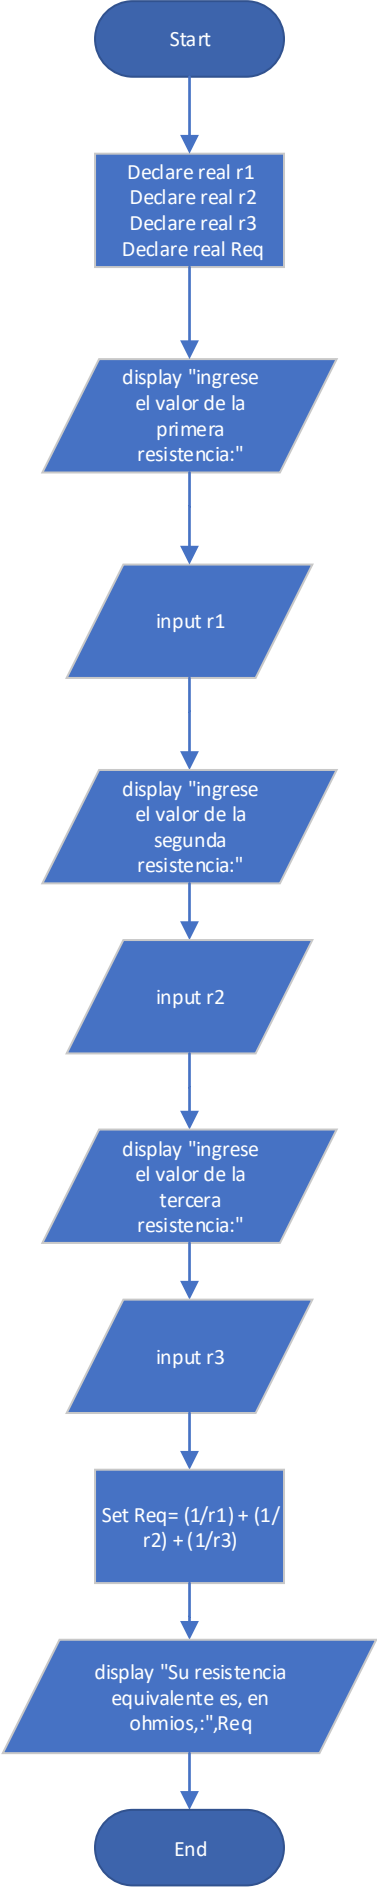 Start
Declare real r1
Declare real r2
Declare real r3
Declare real Req
display "ingrese
el valor de la
primera
resistencia:"
input r1
display "ingrese
el valor de la
segunda
resistencia:"
input r2
display "ingrese
el valor de la
tercera
resistencia:"
input r3
Set Req= (1/r1) + (1/
r2) + (1/r3)
display "Su resistencia
equivalente es, en
ohmios,:",Req
End